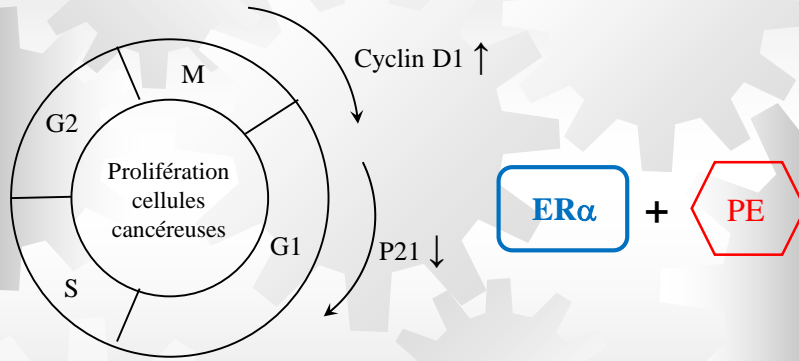 Cyclin D1 ↑
M
G2
Prolifération
cellules
cancéreuses
ERα + PE
G1
P21 ↓
S